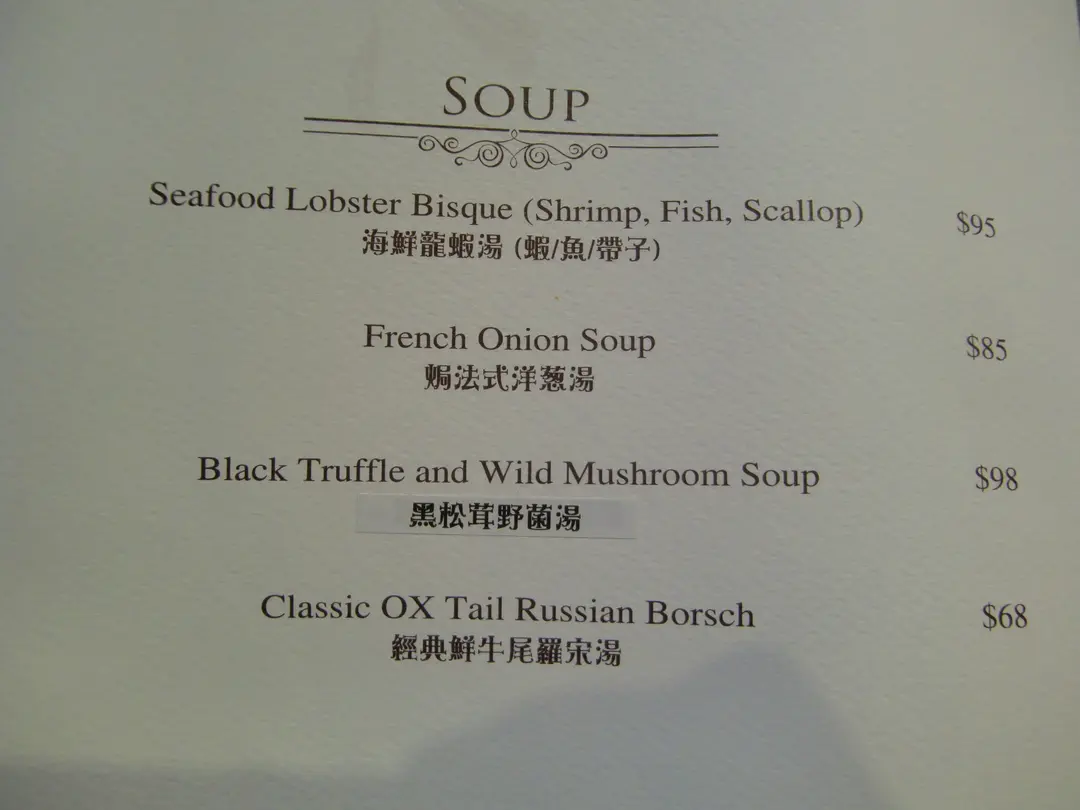 SOUP
Seafood Lobster Bisque (Shrimp, Fish, Scallop) $95
海鮮龍蝦湯 (蝦/魚/帶子)
French Onion Soup $85
焗法式洋葱湯
Black Truffle and Wild Mushroom Soup $98
黑松茸野菌湯
Classic OX Tail Russian Borsch $68
經典鮮牛尾羅宋湯